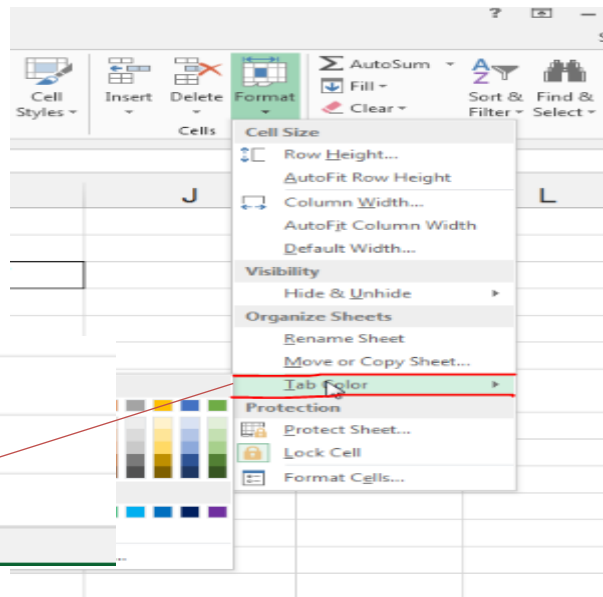 ?
AutoSum
Fill
Clear
Cell Styles
Insert
Delete
Format
Sort & Filter
Find & Select
Cells
Cell Size
Row Height...
AutoFit Row Height
Column Width...
AutoFit Column Width
Default Width...
Visibility
Hide & Unhide
Organize Sheets
Rename Sheet
Move or Copy Sheet...
Tab Color
Protection
Protect Sheet...
Lock Cell
Format Cells...
J
L